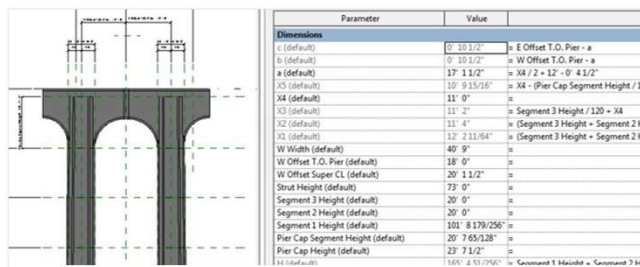 Parameter Value
Dimensions
c (default) 0' 10 1/2" = E Offset T.O. Pier - a
b (default) 0' 10 1/2" = W Offset T.O. Pier - a
a (default) 17' 1 1/2" = X4 / 2 + 12' - 0' 4 1/2"
X5 (default) 10' 9 15/16" = X4 - (Pier Cap Segment Height / 1
X4 (default) 11' 0" =
X3 (default) 11' 2" = Segment 3 Height / 120 + X4
X2 (default) 11' 4" = (Segment 3 Height + Segment 2 H
X1 (default) 12' 2 11/64" = (Segment 3 Height + Segment 2 H
W Width (default) 40' 9" =
W Offset T.O. Pier (default) 18' 0" =
W Offset Super CL (default) 20' 1 1/2" =
Strut Height (default) 73' 0" =
Segment 3 Height (default) 20' 0" =
Segment 2 Height (default) 20' 0" =
Segment 1 Height (default) 101' 8 179/256" =
Pier Cap Segment Height (default) 20' 7 65/128" =
Pier Cap Height (default) 23' 7 1/2" =
H (default) 165' 4 51/256" = Segment 1 Height + Segment 2 H